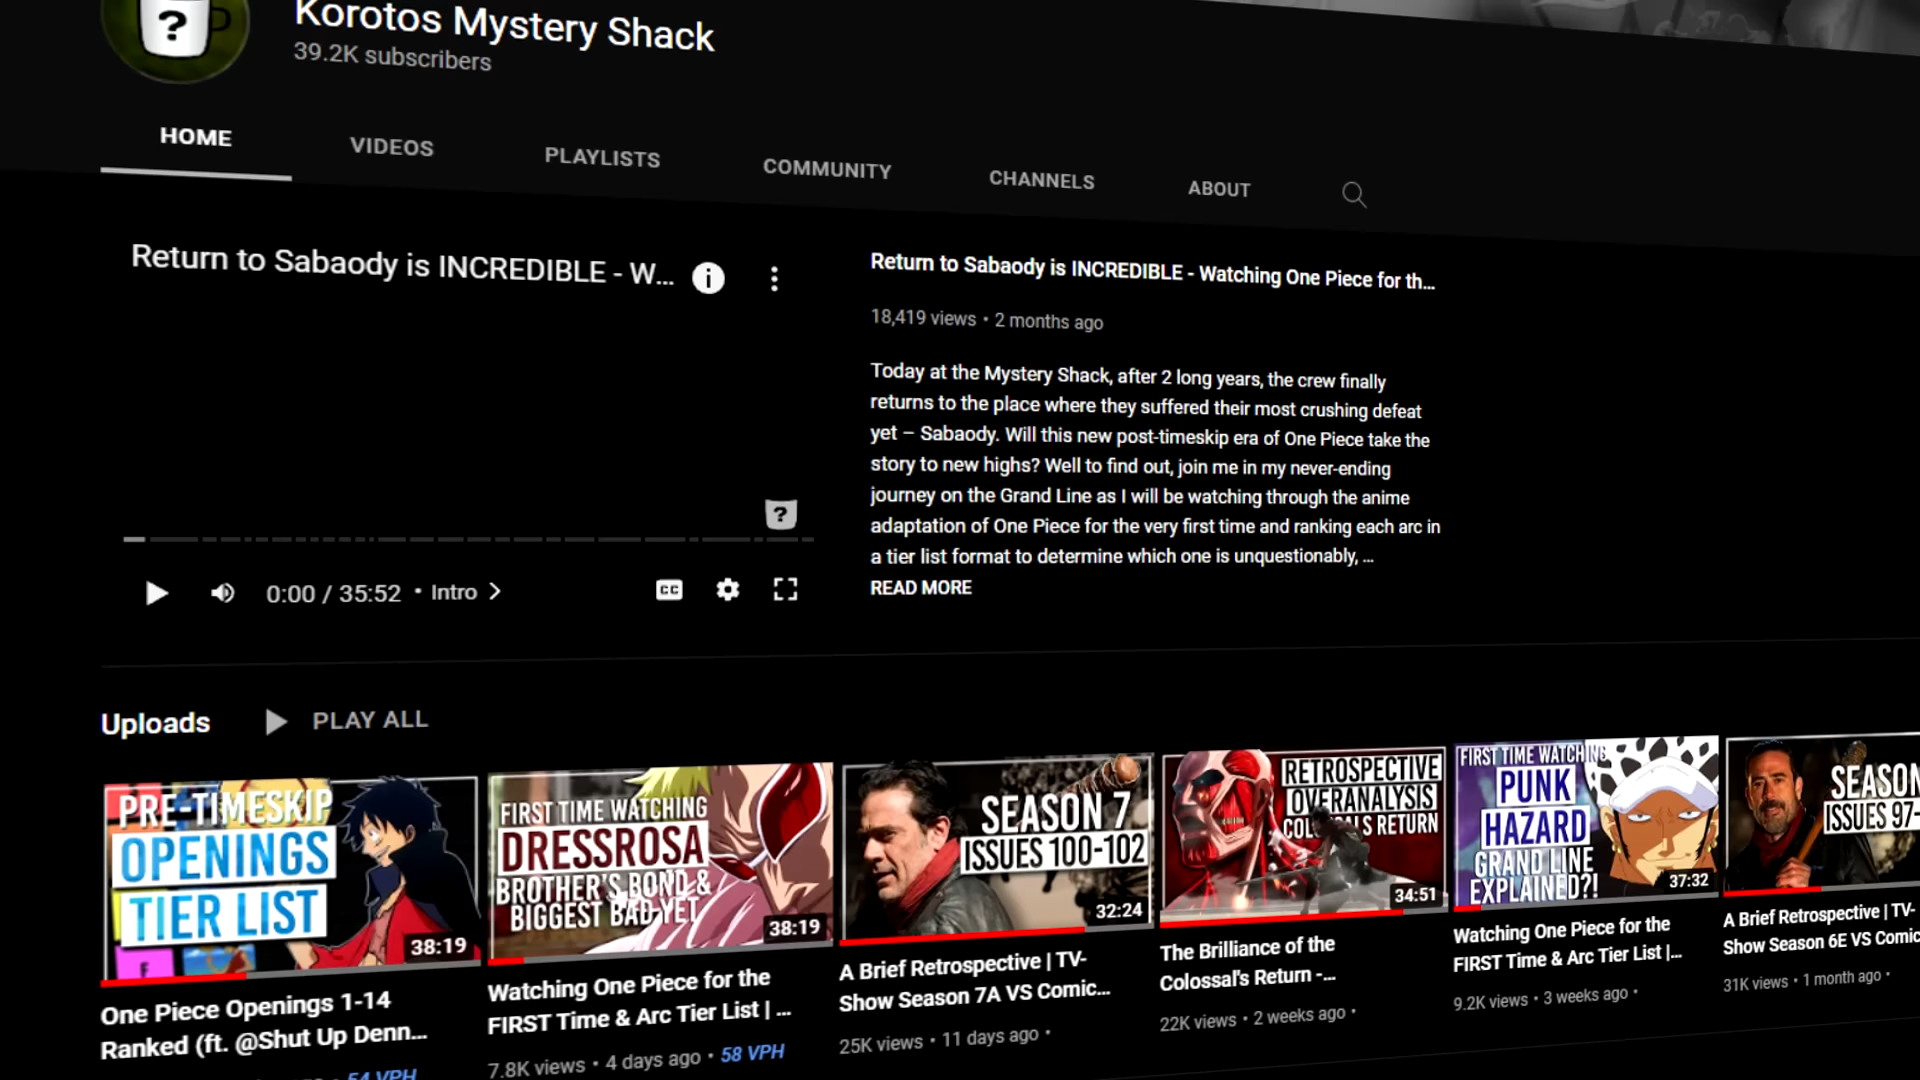 ?
Korotos Mystery Shack
39.2K subscribers
HOME
VIDEOS
PLAYLISTS
COMMUNITY
CHANNELS
ABOUT
Return to Sabaody is INCREDIBLE - W...
i
?
0:00 / 35:52 • Intro
CC
Return to Sabaody is INCREDIBLE - Watching One Piece for th...
18,419 views • 2 months ago
Today at the Mystery Shack, after 2 long years, the crew finally
returns to the place where they suffered their most crushing defeat
yet – Sabaody. Will this new post-timeskip era of One Piece take the
story to new highs? Well to find out, join me in my never-ending
journey on the Grand Line as I will be watching through the anime
adaptation of One Piece for the very first time and ranking each arc in
a tier list format to determine which one is unquestionably, ...
READ MORE
Uploads
PLAY ALL
PRE-TIMESKIP
OPENINGS
TIER LIST
F
38:19
One Piece Openings 1-14
Ranked (ft. @Shut Up Denn...
54 VPH
FIRST TIME WATCHING
DRESSROSA
BROTHER'S BOND &
BIGGEST BAD YET
38:19
Watching One Piece for the
FIRST Time & Arc Tier List | ...
7.8K views • 4 days ago • 58 VPH
SEASON 7
ISSUES 100-102
32:24
A Brief Retrospective | TV-
Show Season 7A VS Comic...
25K views • 11 days ago •
RETROSPECTIVE
OVERANALYSIS
S RETURN
34:51
The Brilliance of the
Colossal's Return -...
22K views • 2 weeks ago •
FIRST TIME WATCHING
PUNK
HAZARD
GRAND LINE
EXPLAINED?!
37:32
Watching One Piece for the
FIRST Time & Arc Tier List |...
9.2K views • 3 weeks ago •
SEASON
ISSUES 97-
A Brief Retrospective | TV-
Show Season 6E VS Comic
31K views • 1 month ago •